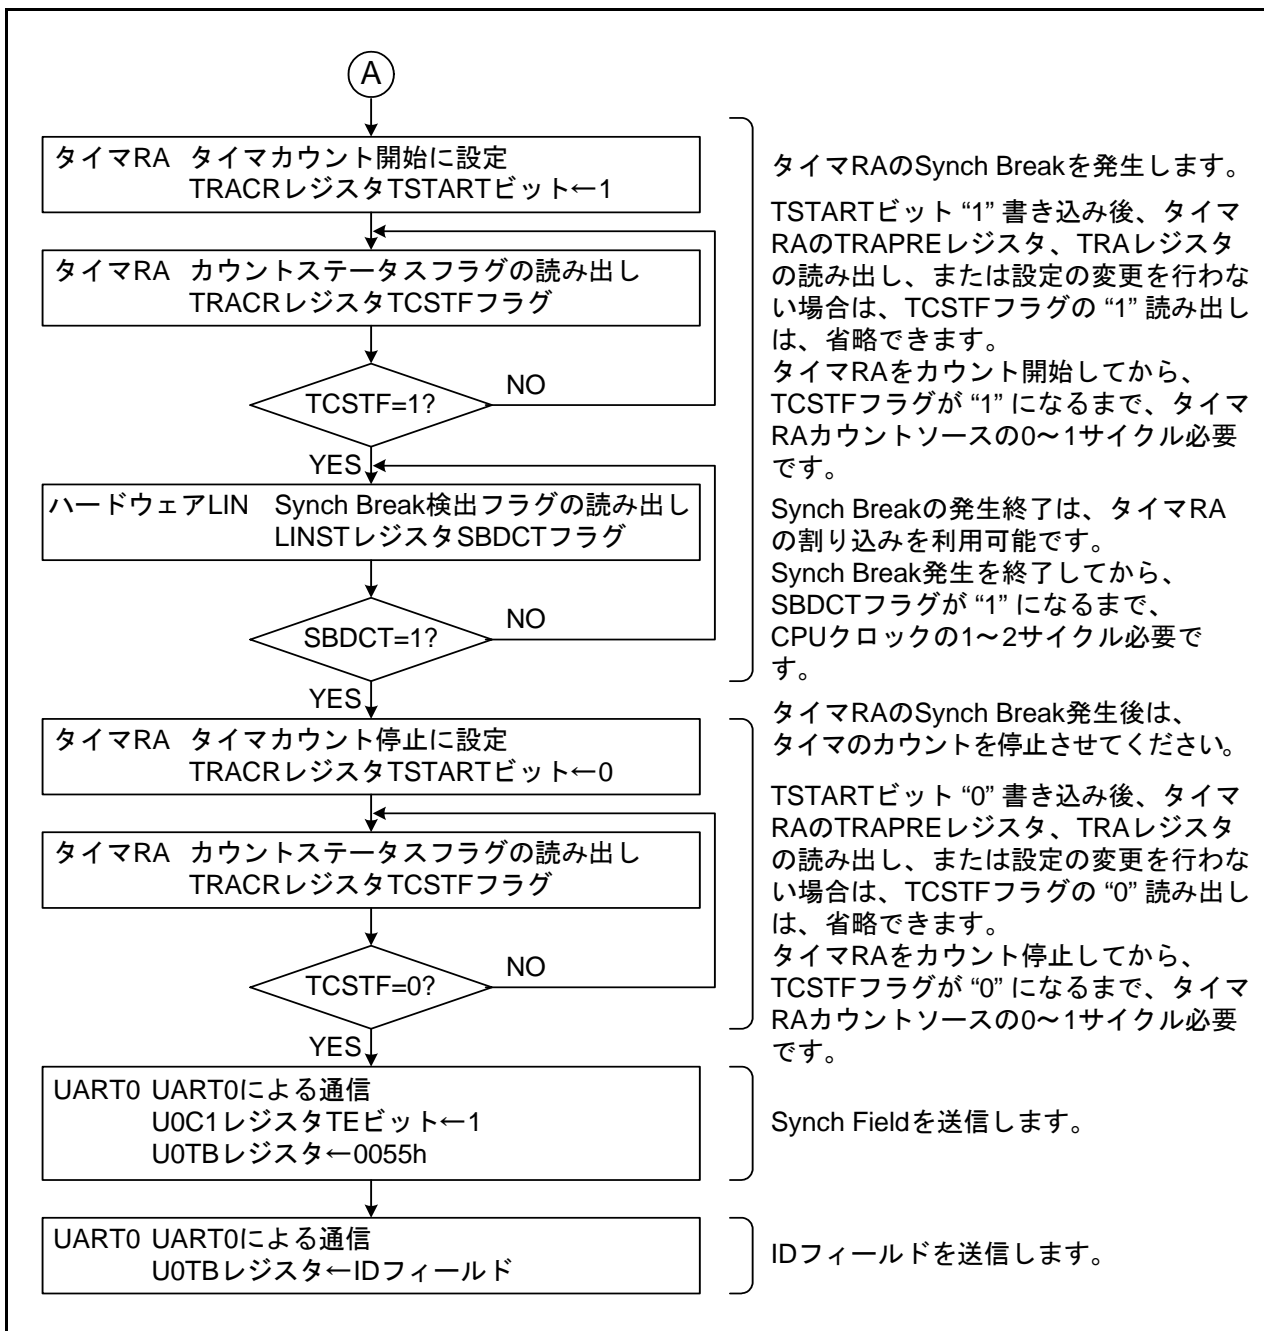 A
タイマRA タイマカウント開始に設定
TRACRレジスタTSTARTビット←1
タイマRA カウントステータスフラグの読み出し
TRACRレジスタTCSTFフラグ
TCSTF=1?
NO
YES
ハードウェアLIN Synch Break検出フラグの読み出し
LINSTレジスタSBDCTフラグ
SBDCT=1?
NO
YES
タイマRAのSynch Breakを発生します。
TSTARTビット “1” 書き込み後、タイマ
RAのTRAPREレジスタ、TRAレジスタ
の読み出し、または設定の変更を行わな
い場合は、TCSTFフラグの “1” 読み出し
は、省略できます。
タイマRAをカウント開始してから、
TCSTFフラグが “1” になるまで、タイマ
RAカウントソースの0～1サイクル必要
です。
Synch Breakの発生終了は、タイマRA
の割り込みを利用可能です。
Synch Break発生を終了してから、
SBDCTフラグが “1” になるまで、
CPUクロックの1～2サイクル必要で
す。
タイマRA タイマカウント停止に設定
TRACRレジスタTSTARTビット←0
タイマRA カウントステータスフラグの読み出し
TRACRレジスタTCSTFフラグ
TCSTF=0?
NO
YES
タイマRAのSynch Break発生後は、
タイマのカウントを停止させてください。
TSTARTビット “0” 書き込み後、タイマ
RAのTRAPREレジスタ、TRAレジスタ
の読み出し、または設定の変更を行わな
い場合は、TCSTFフラグの “0” 読み出し
は、省略できます。
タイマRAをカウント停止してから、
TCSTFフラグが “0” になるまで、タイマ
RAカウントソースの0～1サイクル必要
です。
UART0 UART0による通信
U0C1レジスタTEビット←1
U0TBレジスタ←0055h
Synch Fieldを送信します。
UART0 UART0による通信
U0TBレジスタ←IDフィールド
IDフィールドを送信します。